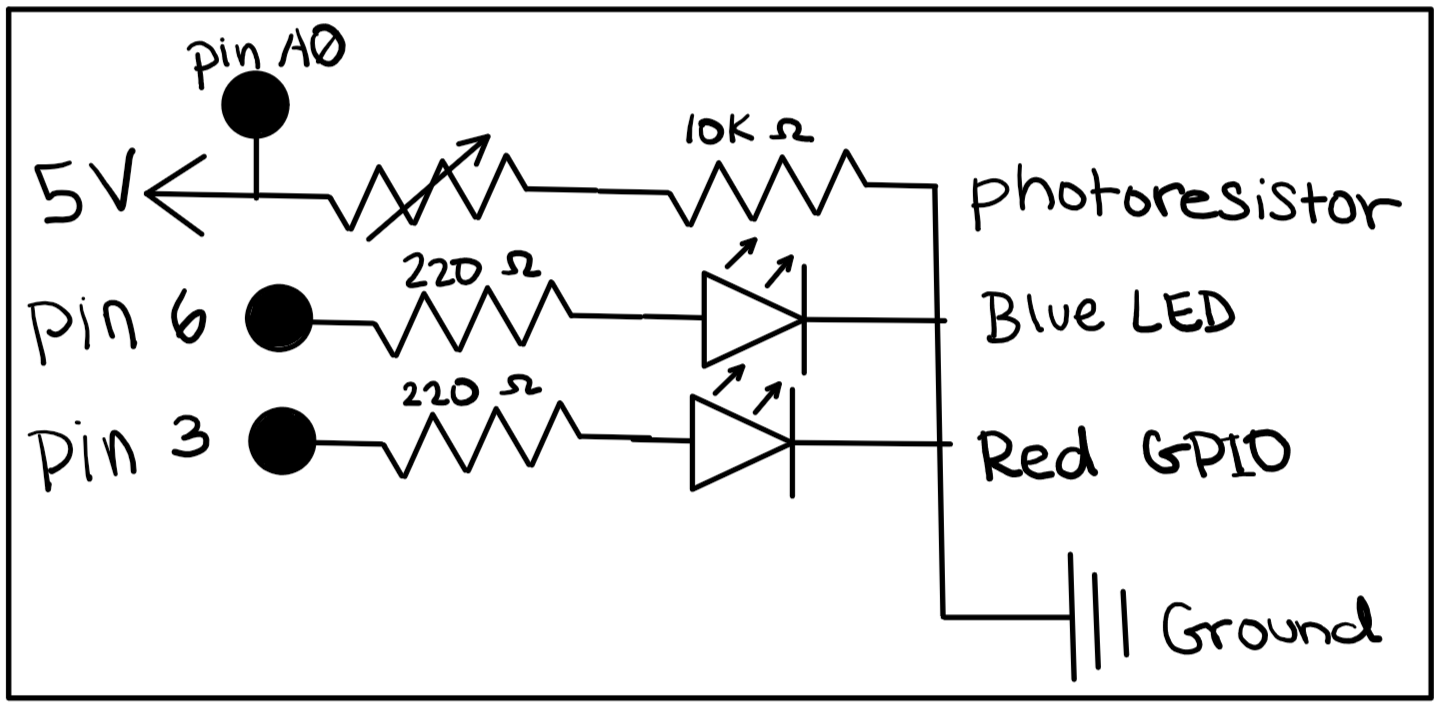 pin A0
10K Ω
5V photoresistor
220 Ω
pin 6 Blue LED
220 Ω
pin 3 Red GPIO
Ground